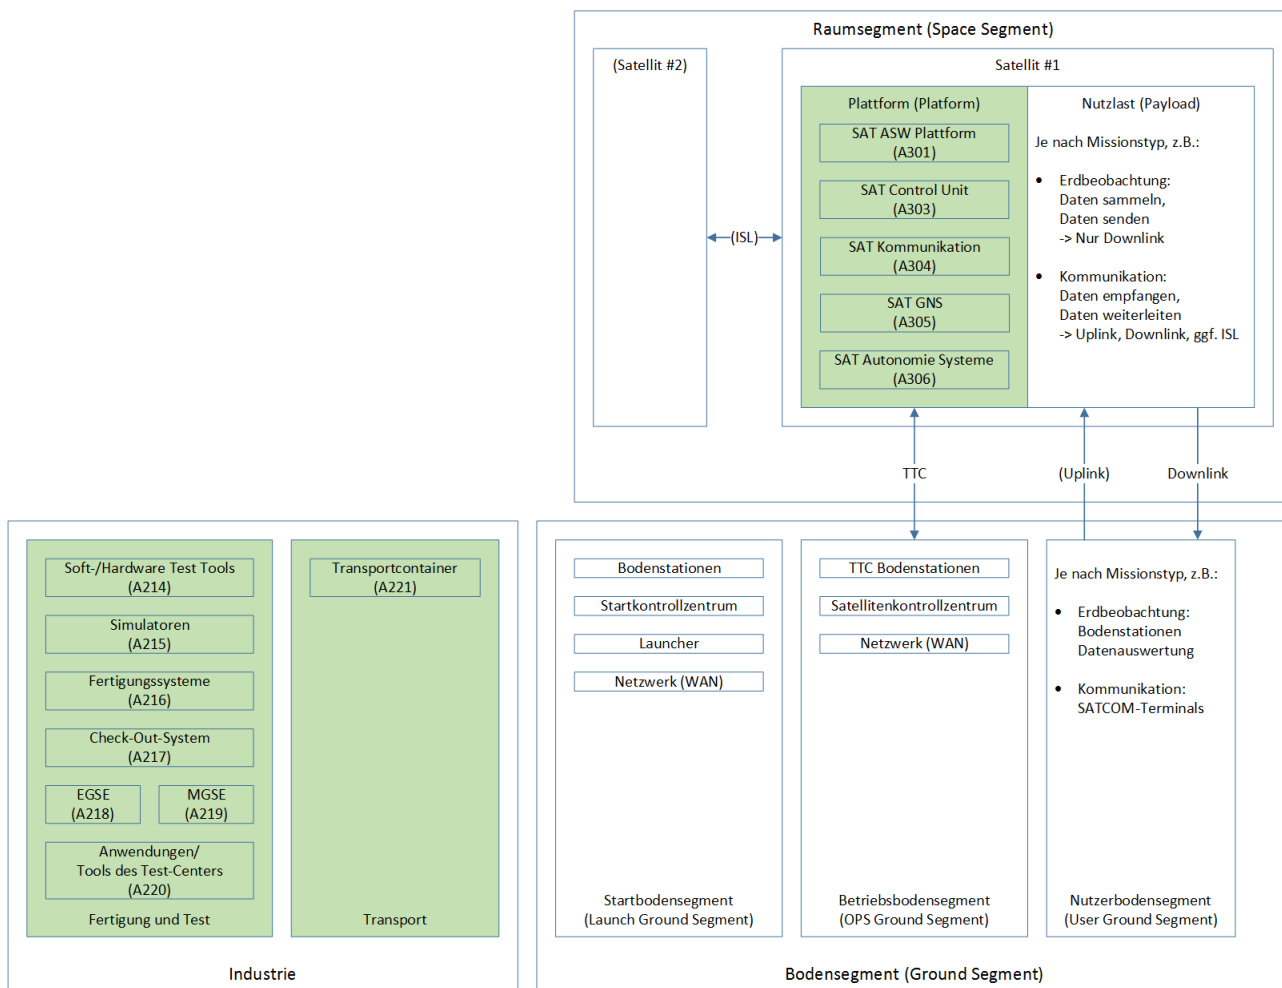 Raumsegment (Space Segment)
(Satellit #2)
Satellit #1
Plattform (Platform)
SAT ASW Plattform
(A301)
SAT Control Unit
(A303)
SAT Kommunikation
(A304)
SAT GNS
(A305)
SAT Autonomie Systeme
(A306)
Nutzlast (Payload)
Je nach Missionstyp, z.B.:
• Erdbeobachtung:
Daten sammeln,
Daten senden
-> Nur Downlink
• Kommunikation:
Daten empfangen,
Daten weiterleiten
-> Uplink, Downlink, ggf. ISL
(ISL)
TTC
(Uplink)
Downlink
Soft-/Hardware Test Tools
(A214)
Simulatoren
(A215)
Fertigungssysteme
(A216)
Check-Out-System
(A217)
EGSE
(A218)
MGSE
(A219)
Anwendungen/
Tools des Test-Centers
(A220)
Fertigung und Test
Transportcontainer
(A221)
Transport
Industrie
Bodenstationen
Startkontrollzentrum
Launcher
Netzwerk (WAN)
Startbodensegment
(Launch Ground Segment)
TTC Bodenstationen
Satellitenkontrollzentrum
Netzwerk (WAN)
Betriebsbodensegment
(OPS Ground Segment)
Je nach Missionstyp, z.B.:
• Erdbeobachtung:
Bodenstationen
Datenauswertung
• Kommunikation:
SATCOM-Terminals
Nutzerbodensegment
(User Ground Segment)
Bodensegment (Ground Segment)